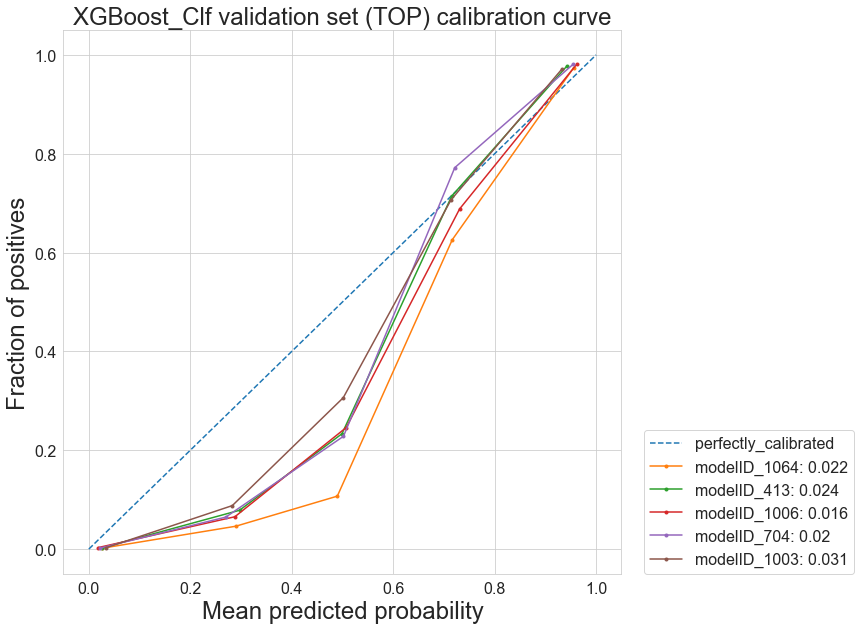 XGBoost_Clf validation set (TOP) calibration curve
Fraction of positives
1.0
0.8
0.6
0.4
0.2
0.0
0.0 0.2 0.4 0.6 0.8 1.0
Mean predicted probability
perfectly_calibrated
modelID_1064: 0.022
modelID_413: 0.024
modelID_1006: 0.016
modelID_704: 0.02
modelID_1003: 0.031